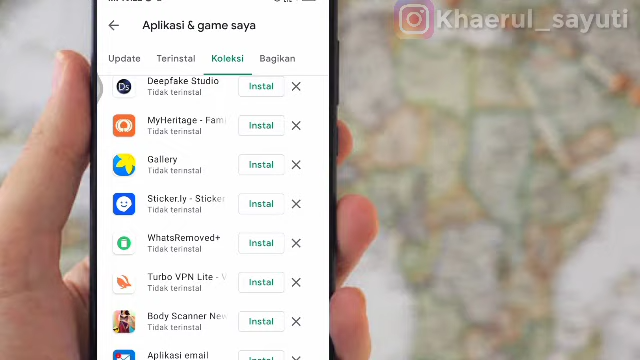 Khaerul_sayuti
Aplikasi & game saya
Update Terinstal Koleksi Bagikan
Deepfake Studio
Tidak terinstal
Instal
MyHeritage - Fam
Tidak terinstal
Instal
Gallery
Tidak terinstal
Instal
Sticker.ly - Sticker
Tidak terinstal
Instal
WhatsRemoved+
Tidak terinstal
Instal
Turbo VPN Lite -
Tidak terinstal
Instal
Body Scanner New
Tidak terinstal
Instal
Aplikasi email